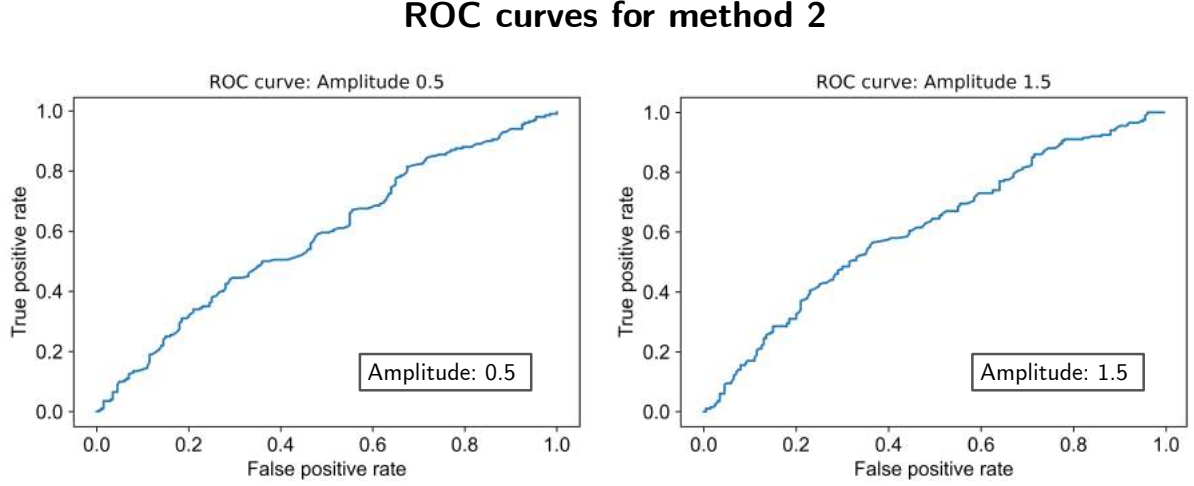 ROC curves for method 2
ROC curve: Amplitude 0.5
1.0
0.8
0.6
0.4
0.2
0.0
True positive rate
Amplitude: 0.5
0.0 0.2 0.4 0.6 0.8 1.0
False positive rate
ROC curve: Amplitude 1.5
1.0
0.8
0.6
0.4
0.2
0.0
True positive rate
Amplitude: 1.5
0.0 0.2 0.4 0.6 0.8 1.0
False positive rate